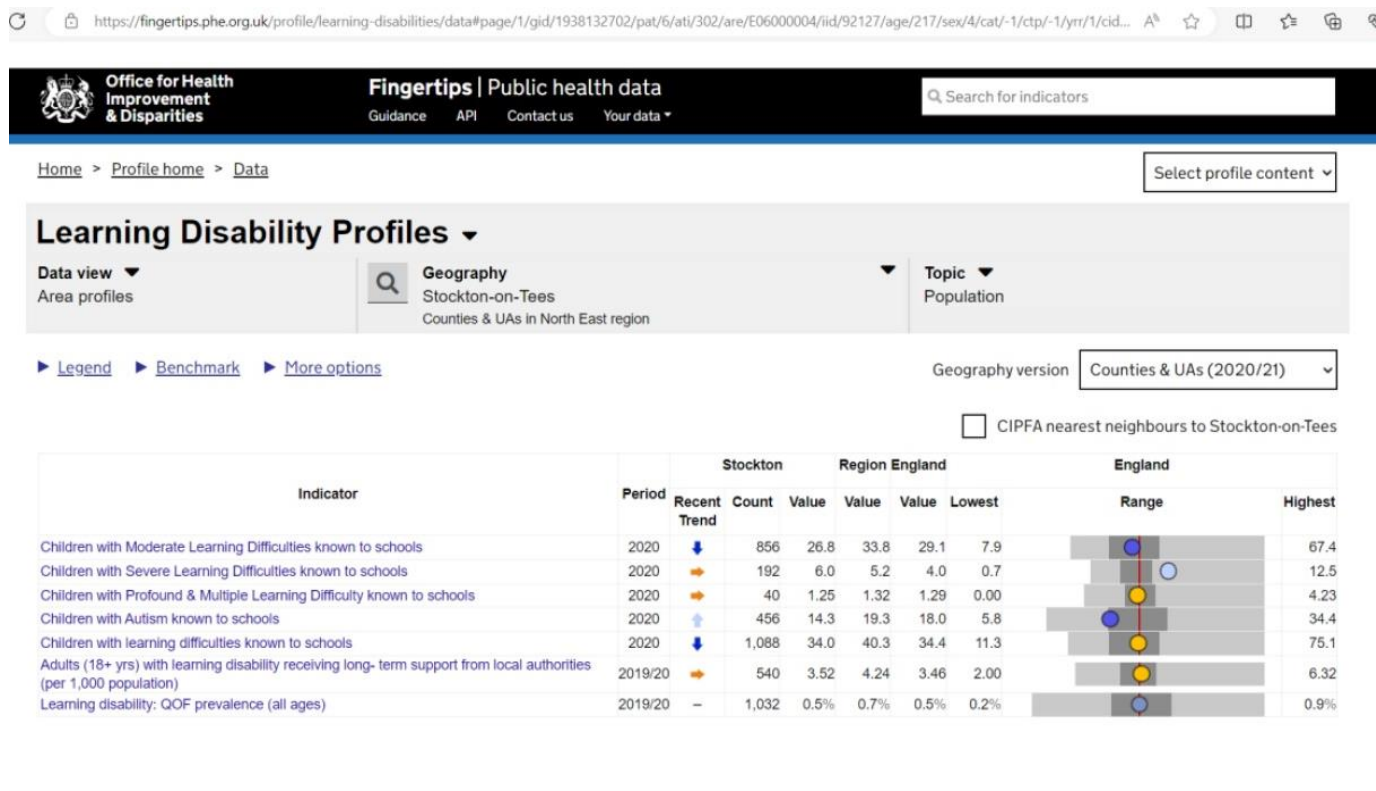 https://fingertips.phe.org.uk/profile/learning-disabilities/data#page/1/gid/1938132702/pat/6/ati/302/are/E06000004/iid/92127/age/217/sex/4/cat/-1/ctp/-1/yrr/1/cid...
Office for Health
Improvement
& Disparities
Fingertips | Public health data
Guidance API Contact us Your data
Search for indicators
Home > Profile home > Data
Select profile content
Learning Disability Profiles
Data view
Area profiles
Geography
Stockton-on-Tees
Counties & UAs in North East region
Topic
Population
Legend Benchmark More options
Geography version Counties & UAs (2020/21)
CIPFA nearest neighbours to Stockton-on-Tees
Stockton Region England England
Indicator Period Recent Trend Count Value Value Value Lowest Range Highest
Children with Moderate Learning Difficulties known to schools 2020 856 26.8 33.8 29.1 7.9 67.4
Children with Severe Learning Difficulties known to schools 2020 192 6.0 5.2 4.0 0.7 12.5
Children with Profound & Multiple Learning Difficulty known to schools 2020 40 1.25 1.32 1.29 0.00 4.23
Children with Autism known to schools 2020 456 14.3 19.3 18.0 5.8 34.4
Children with learning difficulties known to schools 2020 1,088 34.0 40.3 34.4 11.3 75.1
Adults (18+ yrs) with learning disability receiving long- term support from local authorities
(per 1,000 population) 2019/20 540 3.52 4.24 3.46 2.00 6.32
Learning disability: QOF prevalence (all ages) 2019/20 – 1,032 0.5% 0.7% 0.5% 0.2% 0.9%